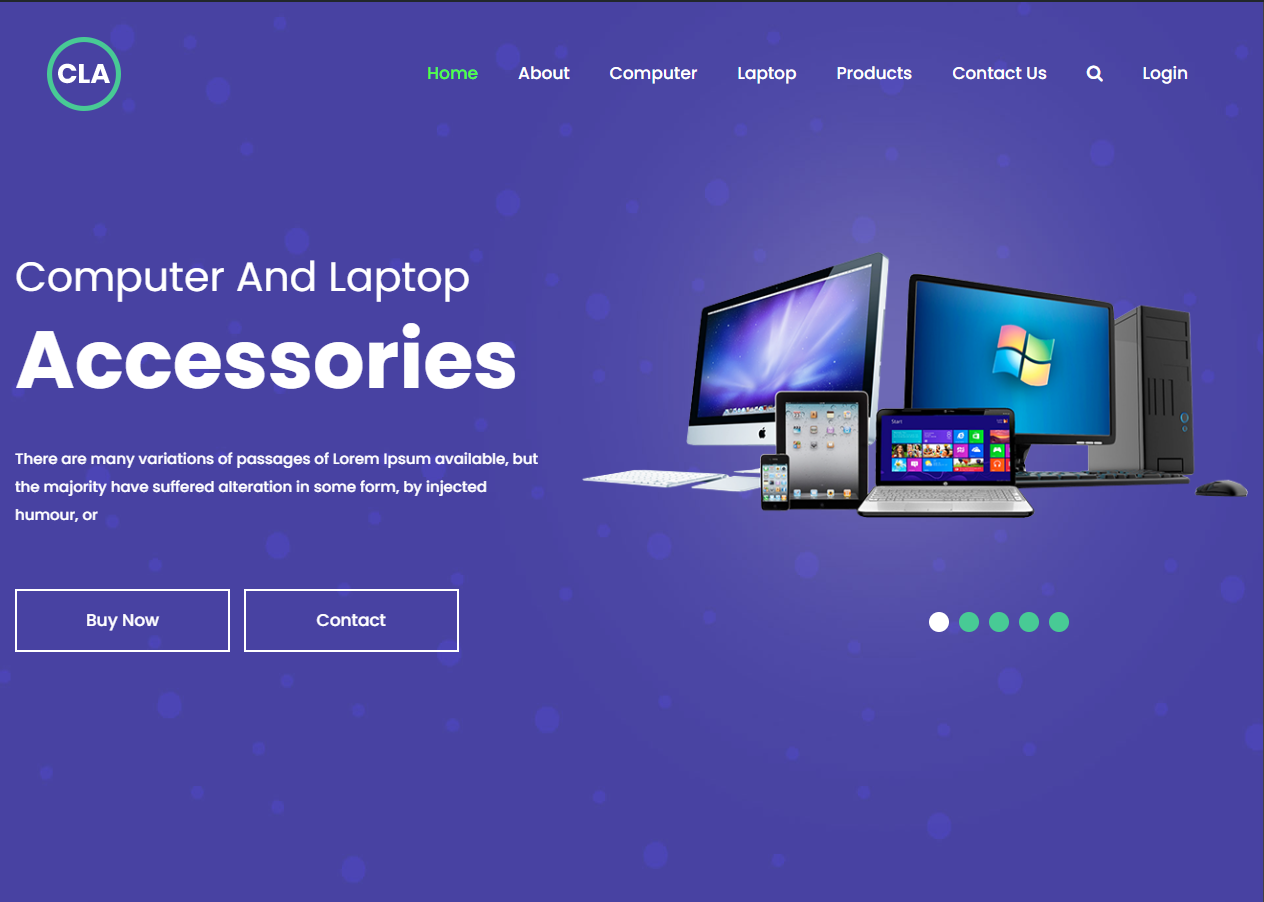 CLA
Home About Computer Laptop Products Contact Us Login
Computer And Laptop
Accessories
There are many variations of passages of Lorem Ipsum available, but
the majority have suffered alteration in some form, by injected
humour, or
Buy Now Contact
Start